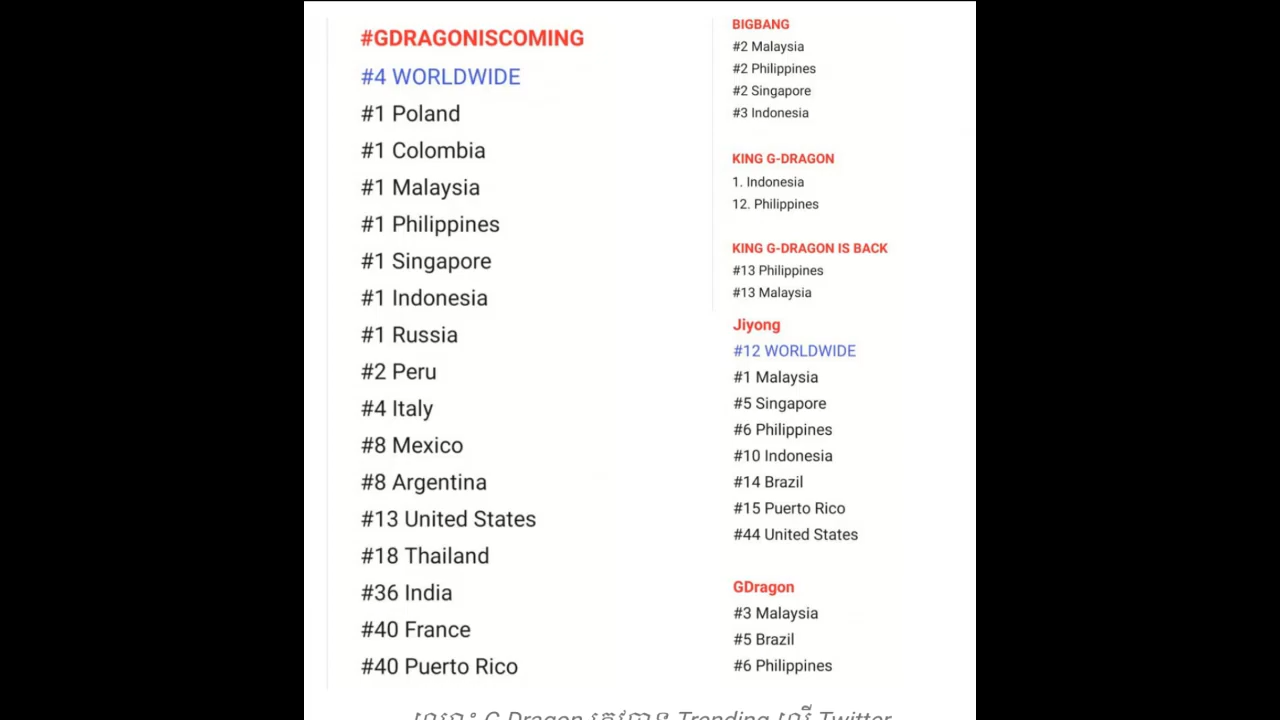 #GDRAGONISCOMING
#4 WORLDWIDE
#1 Poland
#1 Colombia
#1 Malaysia
#1 Philippines
#1 Singapore
#1 Indonesia
#1 Russia
#2 Peru
#4 Italy
#8 Mexico
#8 Argentina
#13 United States
#18 Thailand
#36 India
#40 France
#40 Puerto Rico
BIGBANG
#2 Malaysia
#2 Philippines
#2 Singapore
#3 Indonesia
KING G-DRAGON
1. Indonesia
12. Philippines
KING G-DRAGON IS BACK
#13 Philippines
#13 Malaysia
Jiyong
#12 WORLDWIDE
#1 Malaysia
#5 Singapore
#6 Philippines
#10 Indonesia
#14 Brazil
#15 Puerto Rico
#44 United States
GDragon
#3 Malaysia
#5 Brazil
#6 Philippines
G-Dragon Trending លើ Twitter